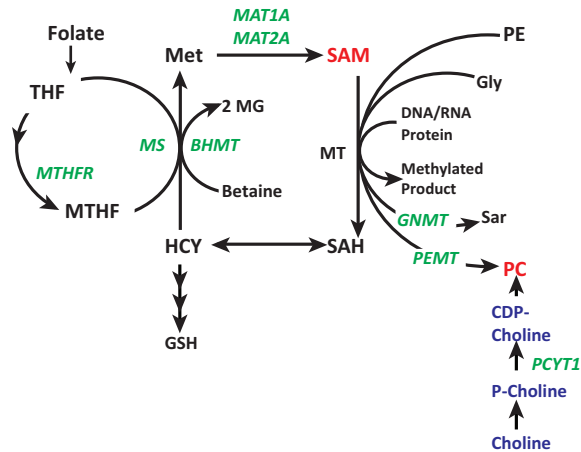 MAT1A
MAT2A
Folate
Met
SAM
PE
THF
2 MG
Gly
DNA/RNA
Protein
MS
BHMT
MT
MTHFR
Methylated
Product
Betaine
MTHF
GNMT
Sar
HCY
SAH
PEMT
PC
CDP-
Choline
GSH
PCYT1
P-Choline
Choline